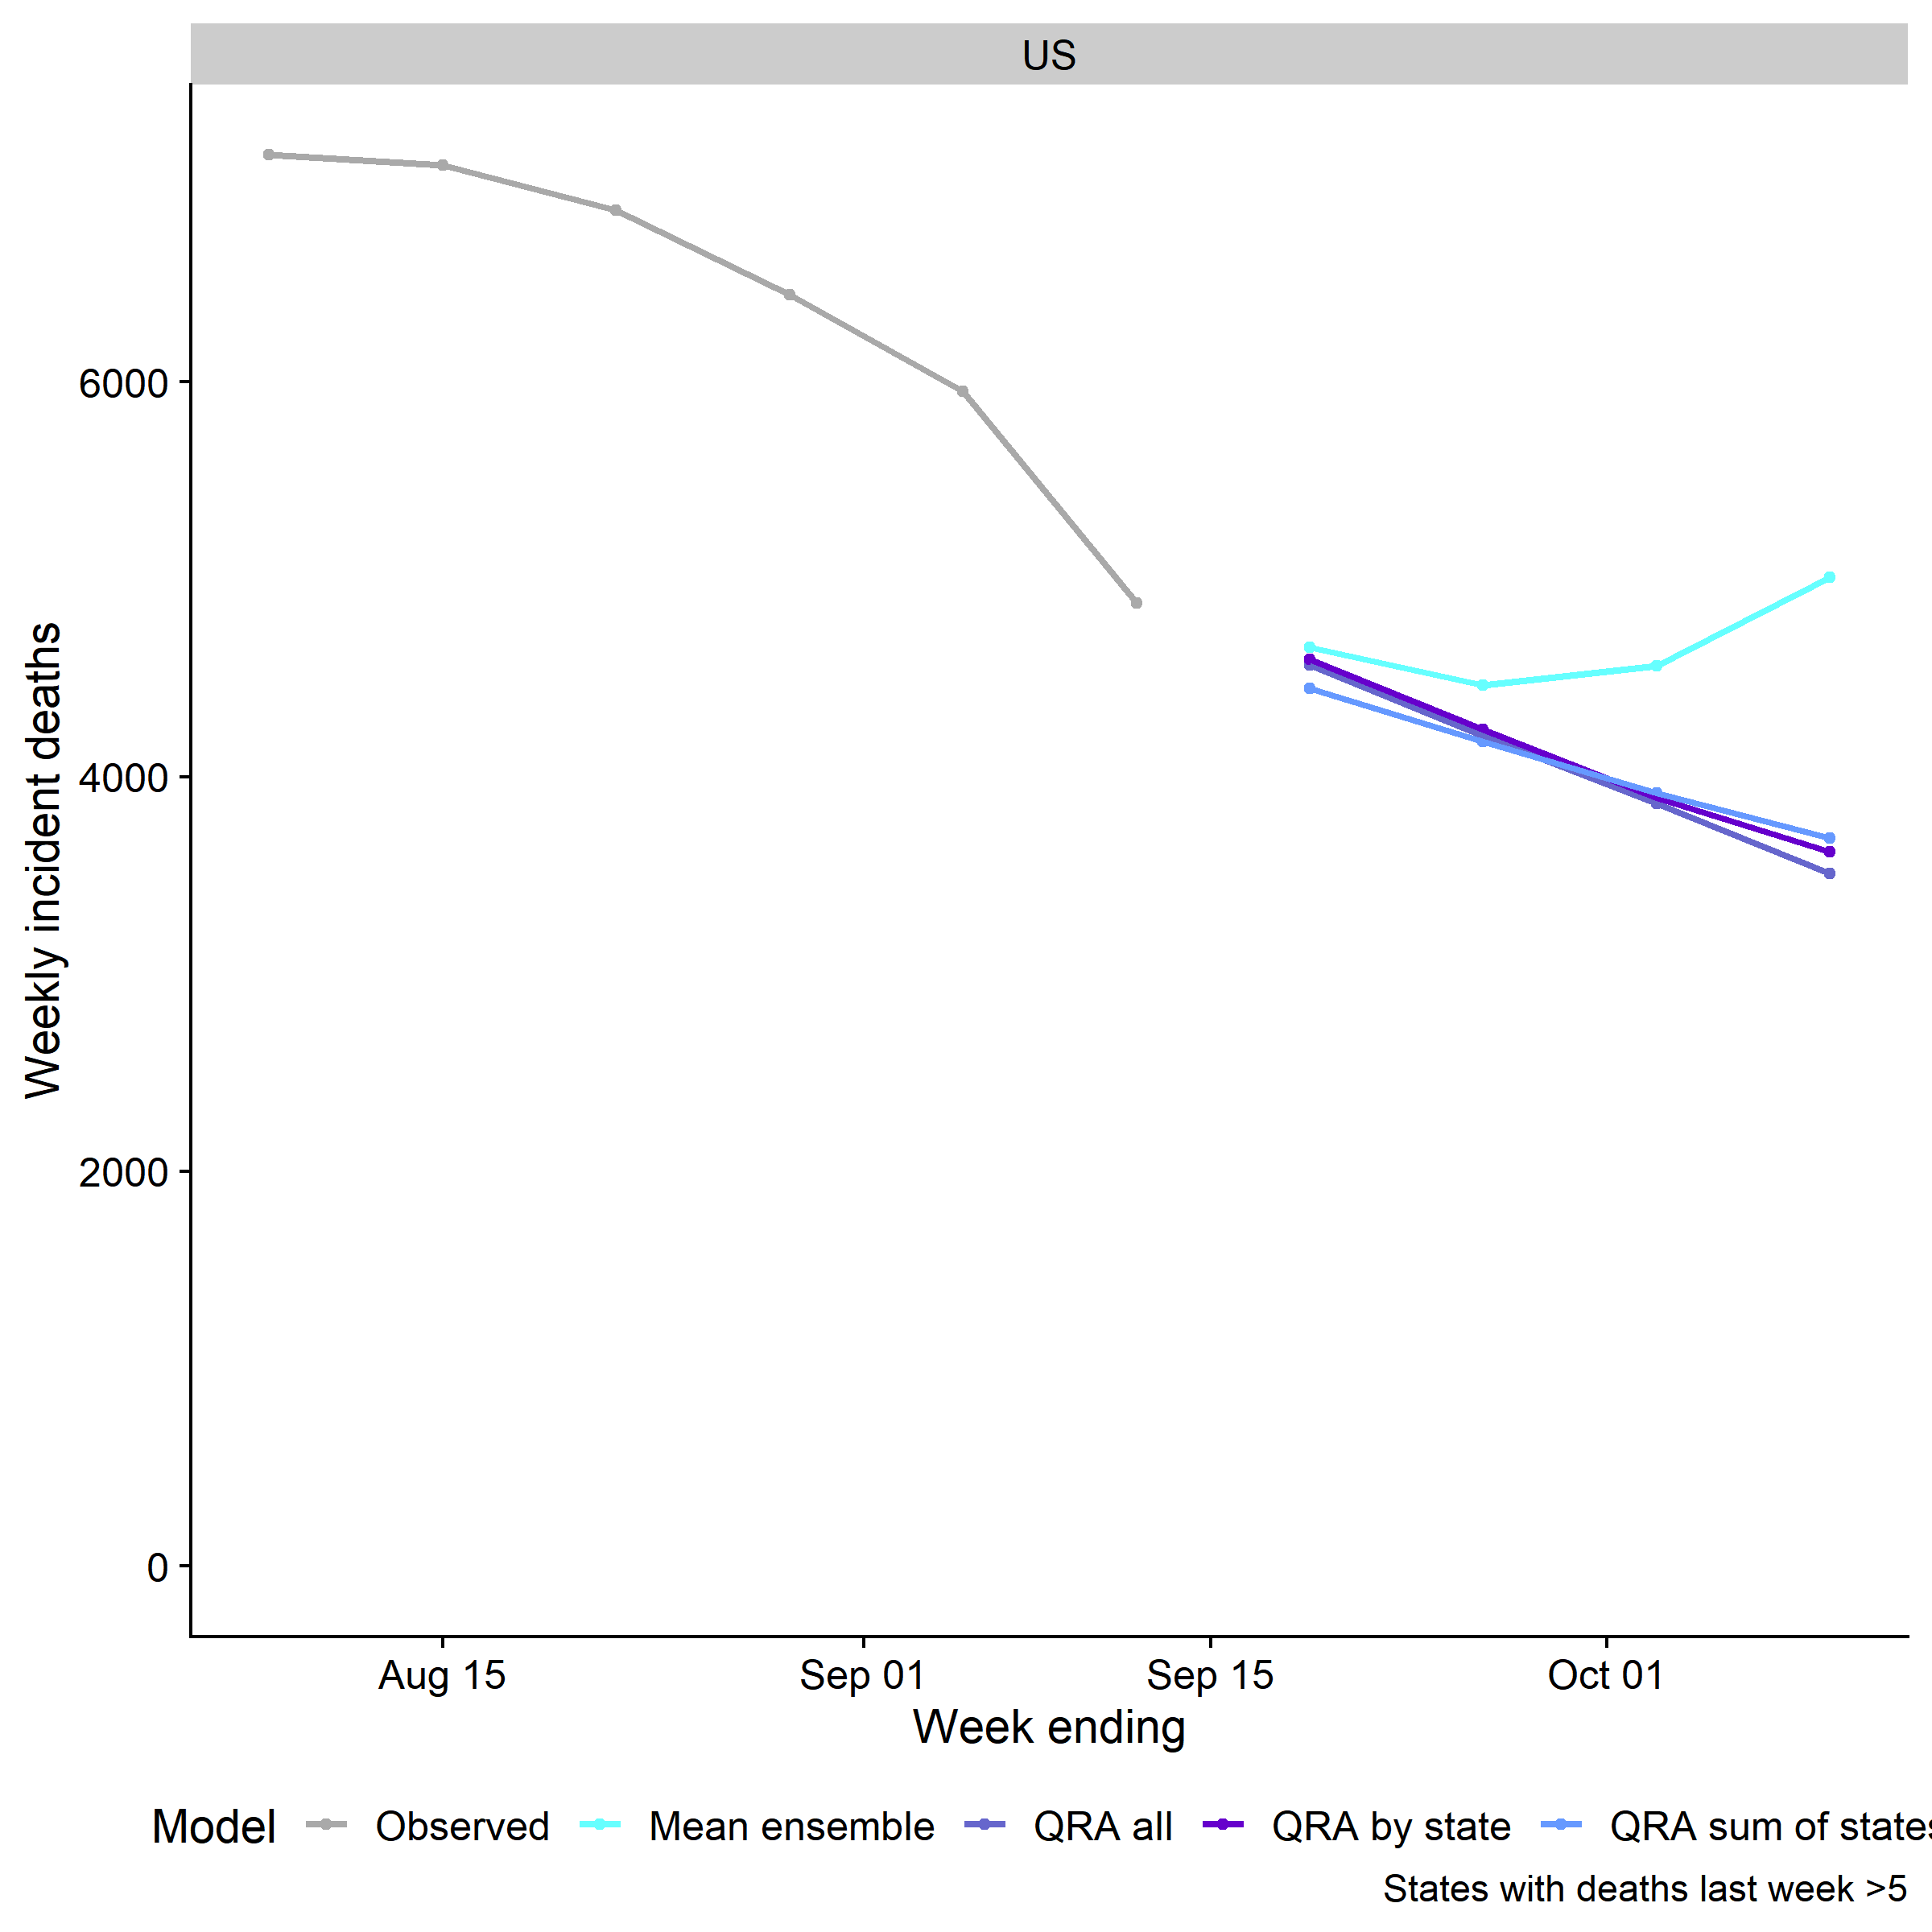 US
Weekly incident deaths
6000
4000
2000
0
Aug 15 Sep 01 Sep 15 Oct 01
Week ending
Model Observed Mean ensemble QRA all QRA by state QRA sum of states
States with deaths last week >5